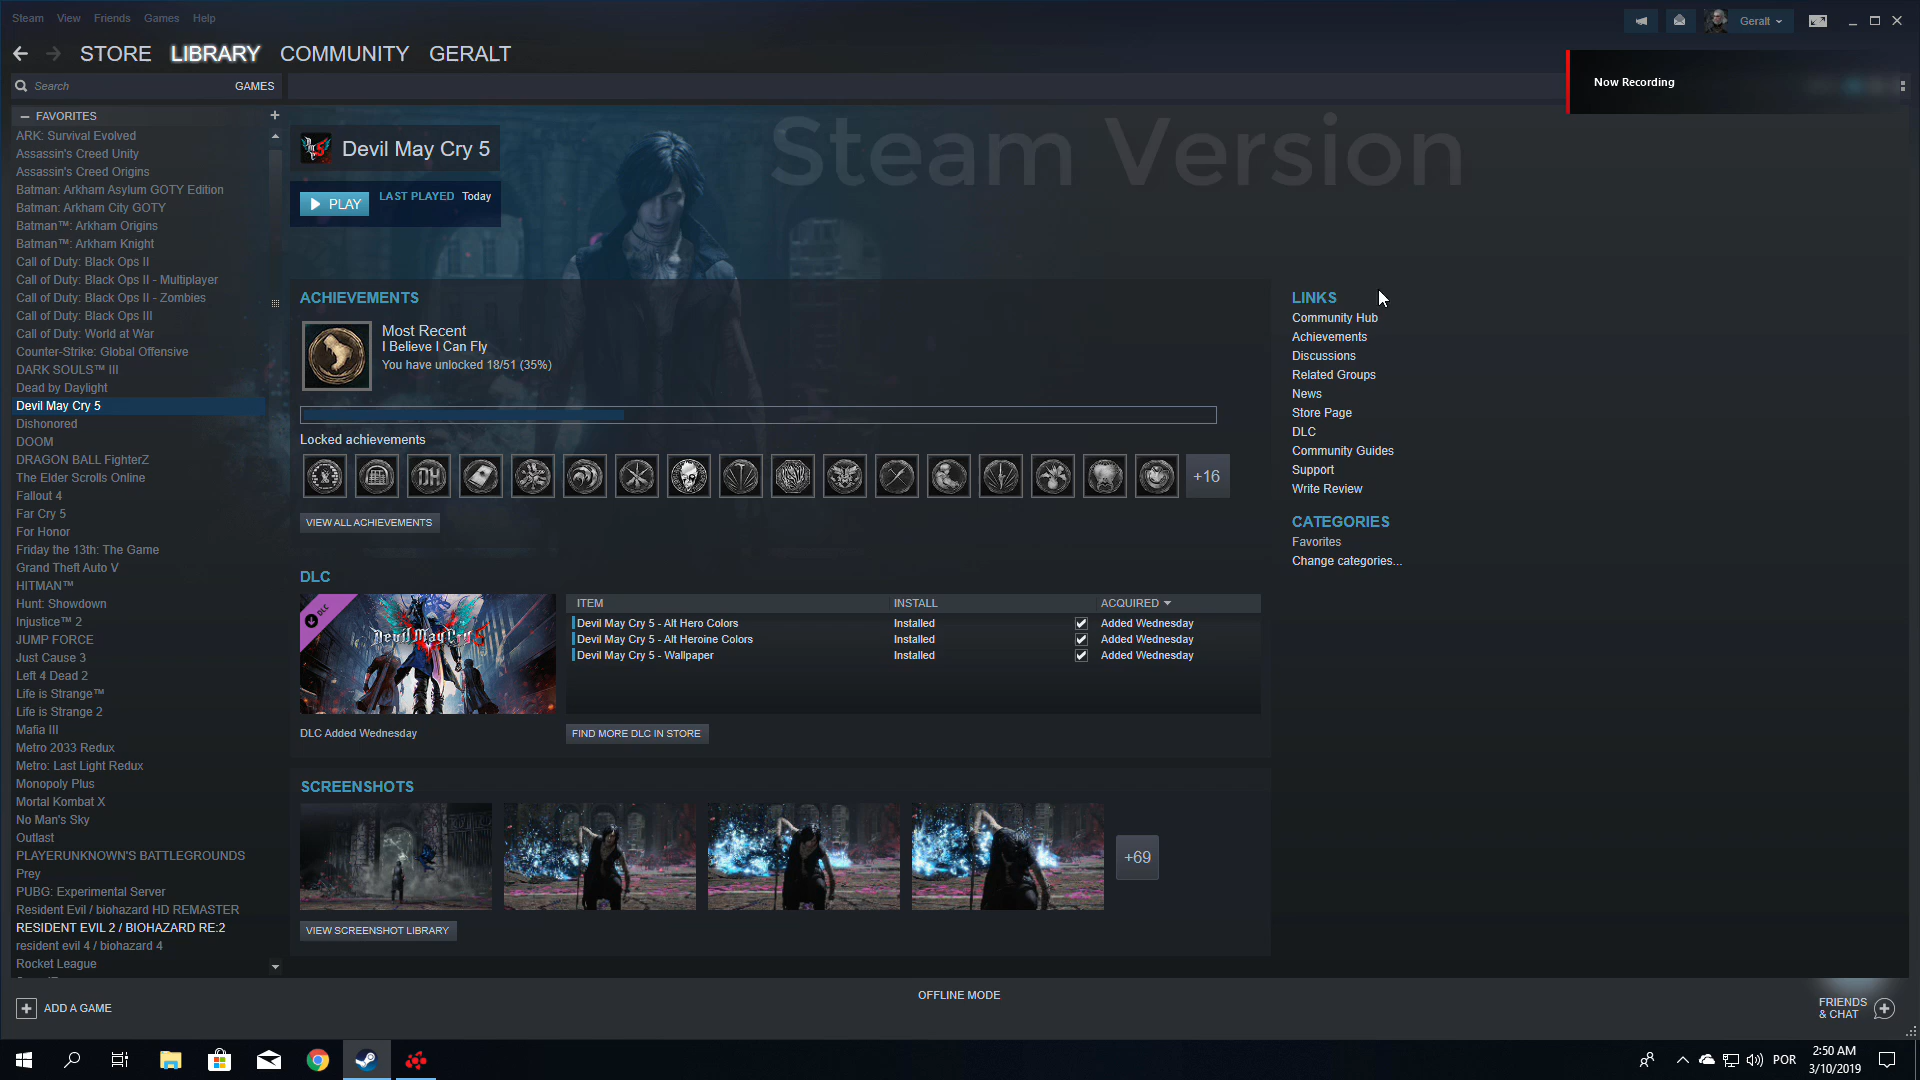 Steam View Friends Games Help
Geralt
STORE LIBRARY COMMUNITY GERALT
Search GAMES
Now Recording
FAVORITES
ARK: Survival Evolved
Assassin's Creed Unity
Assassin's Creed Origins
Batman: Arkham Asylum GOTY Edition
Batman: Arkham City GOTY
Batman™: Arkham Origins
Batman™: Arkham Knight
Call of Duty: Black Ops II
Call of Duty: Black Ops II - Multiplayer
Call of Duty: Black Ops II - Zombies
Call of Duty: Black Ops III
Call of Duty: World at War
Counter-Strike: Global Offensive
DARK SOULS™ III
Dead by Daylight
Devil May Cry 5
Dishonored
DOOM
DRAGON BALL FighterZ
The Elder Scrolls Online
Fallout 4
Far Cry 5
For Honor
Friday the 13th: The Game
Grand Theft Auto V
HITMAN™
Hunt: Showdown
Injustice™ 2
JUMP FORCE
Just Cause 3
Left 4 Dead 2
Life is Strange™
Life is Strange 2
Mafia III
Metro 2033 Redux
Metro: Last Light Redux
Monopoly Plus
Mortal Kombat X
No Man's Sky
Outlast
PLAYERUNKNOWN'S BATTLEGROUNDS
Prey
PUBG: Experimental Server
Resident Evil / biohazard HD REMASTER
RESIDENT EVIL 2 / BIOHAZARD RE:2
resident evil 4 / biohazard 4
Rocket League
Devil May Cry 5
Steam Version
PLAY LAST PLAYED Today
ACHIEVEMENTS
Most Recent
I Believe I Can Fly
You have unlocked 18/51 (35%)
Locked achievements
DH
+16
VIEW ALL ACHIEVEMENTS
DLC
DLC
Devil May Cry 5
DLC Added Wednesday
ITEM INSTALL ACQUIRED
Devil May Cry 5 - Alt Hero Colors Installed Added Wednesday
Devil May Cry 5 - Alt Heroine Colors Installed Added Wednesday
Devil May Cry 5 - Wallpaper Installed Added Wednesday
FIND MORE DLC IN STORE
SCREENSHOTS
+69
VIEW SCREENSHOT LIBRARY
LINKS
Community Hub
Achievements
Discussions
Related Groups
News
Store Page
DLC
Community Guides
Support
Write Review
CATEGORIES
Favorites
Change categories...
ADD A GAME
OFFLINE MODE
FRIENDS
& CHAT
POR
2:50 AM
3/10/2019